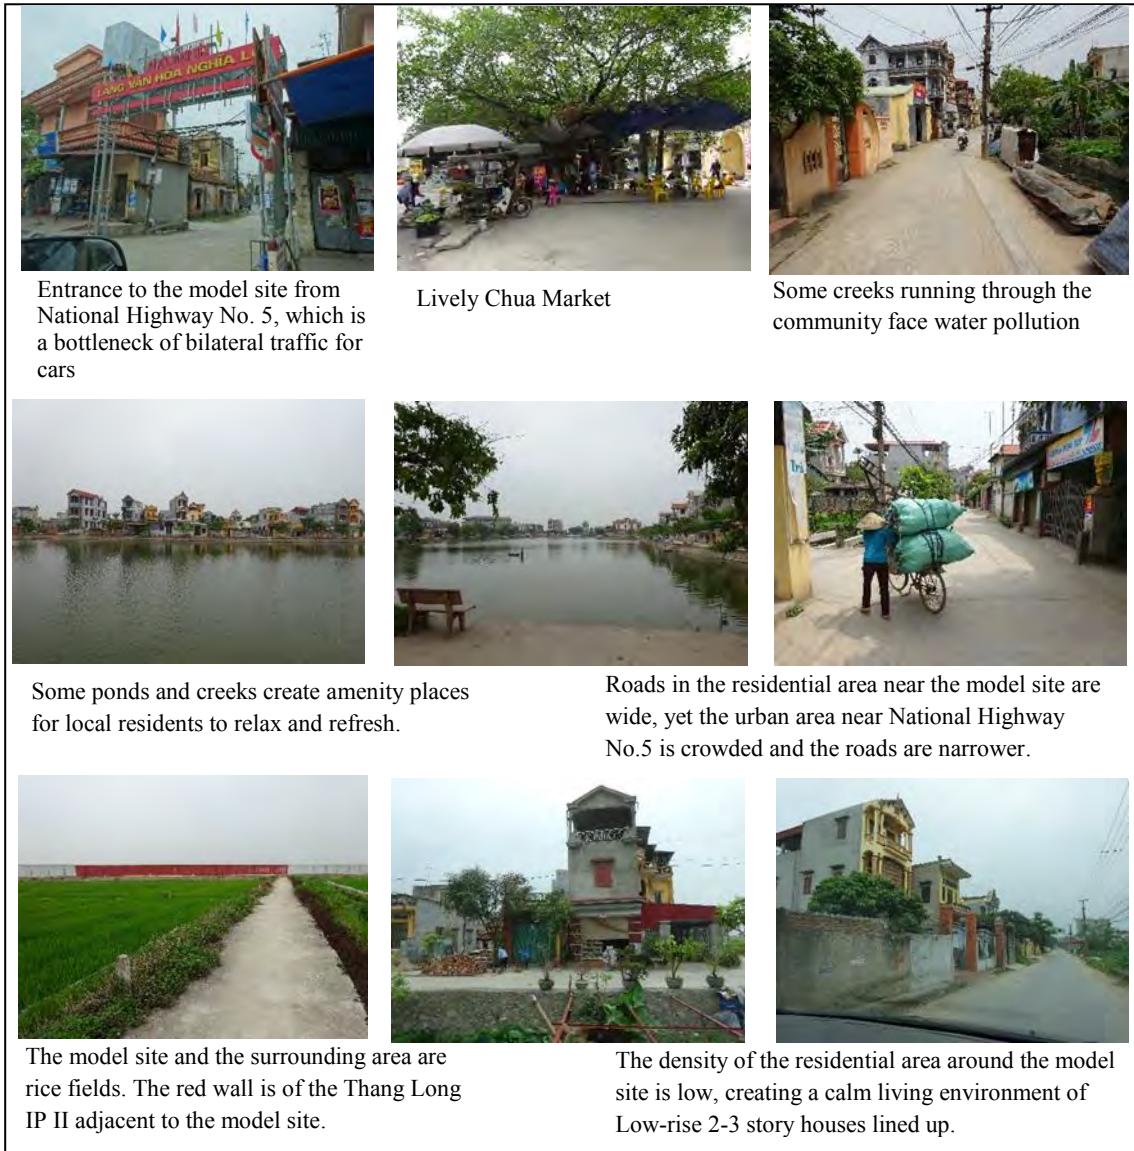 LÀNG VĂN HÓA NGHĨA L
Entrance to the model site from
National Highway No. 5, which is
a bottleneck of bilateral traffic for
cars
Lively Chua Market
Some creeks running through the
community face water pollution
Some ponds and creeks create amenity places
for local residents to relax and refresh.
Roads in the residential area near the model site are
wide, yet the urban area near National Highway
No.5 is crowded and the roads are narrower.
The model site and the surrounding area are
rice fields. The red wall is of the Thang Long
IP II adjacent to the model site.
The density of the residential area around the model
site is low, creating a calm living environment of
Low-rise 2-3 story houses lined up.